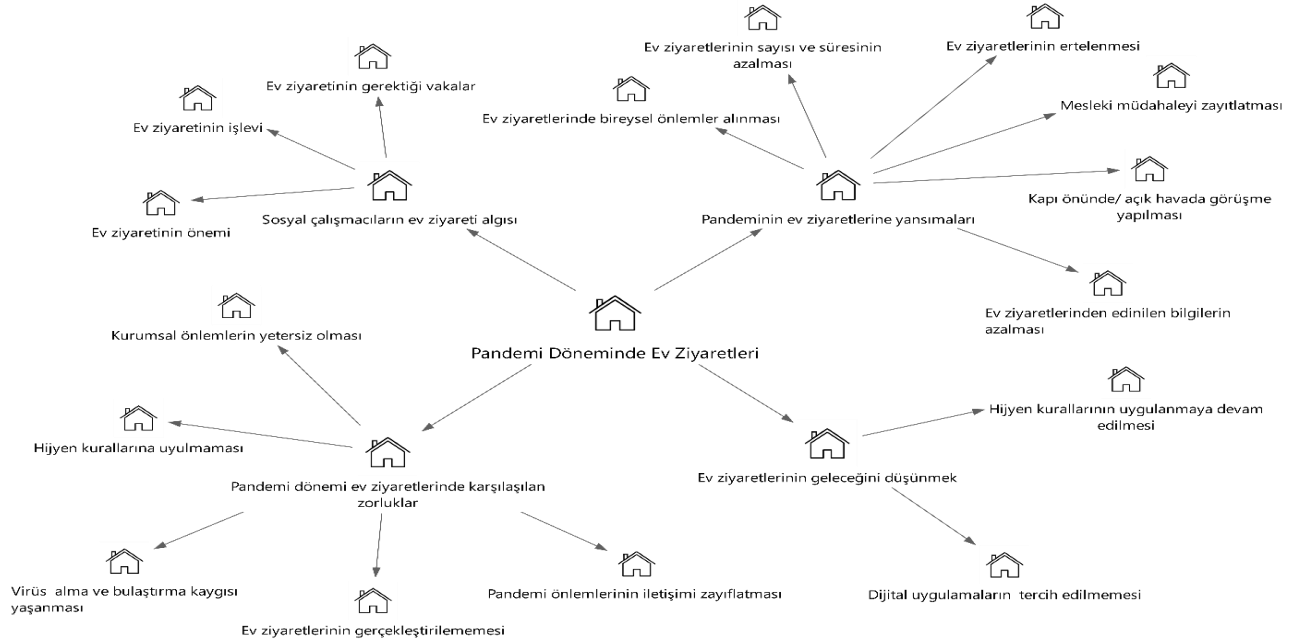 Ev ziyaretinin gerektiği vakalar
Ev ziyaretinin işlevi
Ev ziyaretinin önemi
Sosyal çalışmacıların ev ziyareti algısı
Ev ziyaretlerinin sayısı ve süresinin
azalması
Ev ziyaretlerinin ertelenmesi
Ev ziyaretlerinde bireysel önlemler alınması
Mesleki müdahaleyi zayıtlatması
Kapı önünde/ açık havada görüşme
yapılması
Pandeminin ev ziyaretlerine yansımaları
Ev ziyaretlerinden edinilen bilgilerin
azalması
Pandemi Döneminde Ev Ziyaretleri
Kurumsal önlemlerin yetersiz olması
Hijyen kurallarına uyulmaması
Pandemi dönemi ev ziyaretlerinde karşılaşılan
zorluklar
Virüs alma ve bulaştırma kaygısı
yaşanması
Ev ziyaretlerinin gerçekleştirilememesi
Pandemi önlemlerinin iletişimi zayıflatması
Hijyen kurallarının uygulanmaya devam
edilmesi
Ev ziyaretlerinin geleceğini düşünmek
Dijital uygulamaların tercih edilmemesi